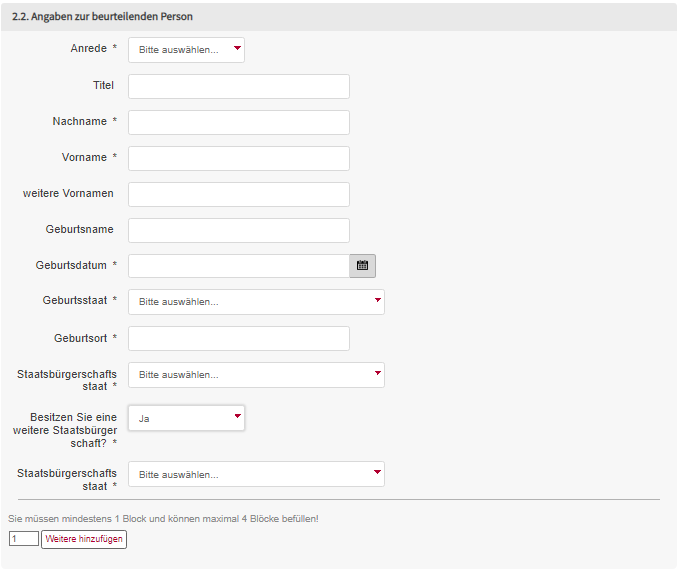 2.2. Angaben zur beurteilenden Person
Anrede * Bitte auswählen...
Titel
Nachname *
Vorname *
weitere Vornamen
Geburtsname
Geburtsdatum *
Geburtsstaat * Bitte auswählen...
Geburtsort *
Staatsbürgerschafts
staat * Bitte auswählen...
Besitzen Sie eine
weitere Staatsbürger
schaft? * Ja
Staatsbürgerschafts
staat * Bitte auswählen...
Sie müssen mindestens 1 Block und können maximal 4 Blöcke befüllen!
1 Weitere hinzufügen